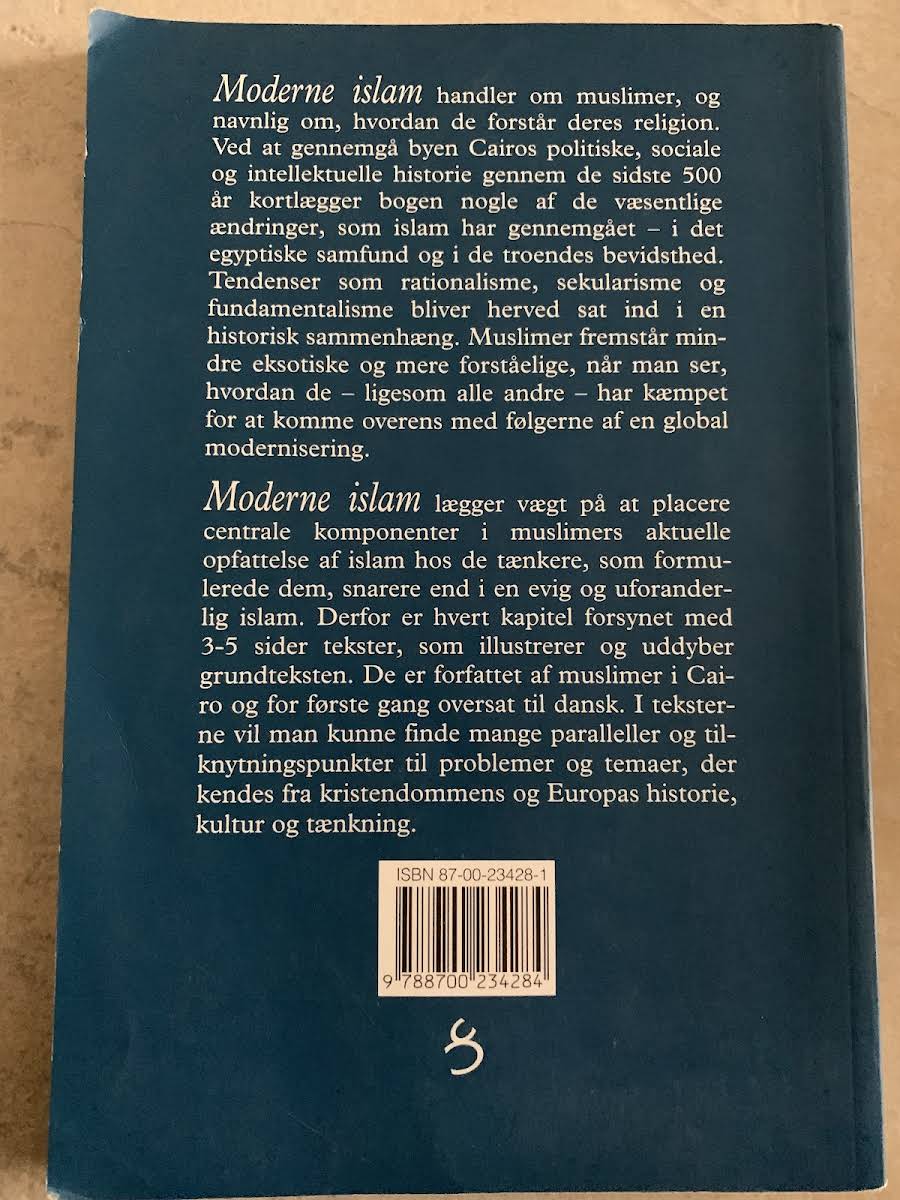 Moderne islam handler om muslimer, og
navnlig om, hvordan de forstår deres religion.
Ved at gennemgå byen Cairos politiske, sociale
og intellektuelle historie gennem de sidste 500
år kortlægger bogen nogle af de væsentlige
ændringer, som islam har gennemgået – i det
egyptiske samfund og i de troendes bevidsthed.
Tendenser som rationalisme, sekularisme og
fundamentalisme bliver herved sat ind i en
historisk sammenhæng. Muslimer fremstår min-
dre eksotiske og mere forståelige, når man ser,
hvordan de – ligesom alle andre – har kæmpet
for at komme overens med følgerne af en global
modernisering.
Moderne islam lægger vægt på at placere
centrale komponenter i muslimers aktuelle
opfattelse af islam hos de tænkere, som formu-
lerede dem, snarere end i en evig og uforander-
lig islam. Derfor er hvert kapitel forsynet med
3-5 sider tekster, som illustrerer og uddyber
grundteksten. De er forfattet af muslimer i Cai-
ro og for første gang oversat til dansk. I tekster-
ne vil man kunne finde mange paralleller og til-
knytningspunkter til problemer og temaer, der
kendes fra kristendommens og Europas historie,
kultur og tænkning.
ISBN 87-00-23428-1
9 788700 234284